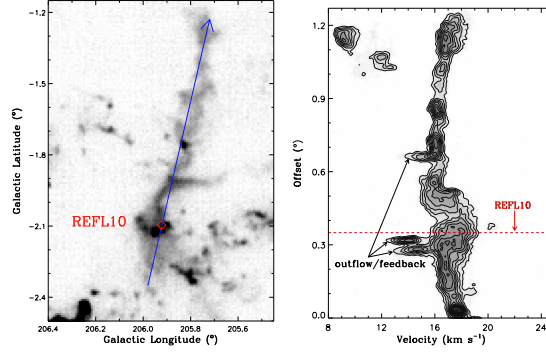 -1.2
-1.5
-1.8
-2.1
-2.4
Galactic Latitude (°)
REFL10
206.4
206.2
206.0
205.8
205.6
Galactic Longitude (°)
1.2
0.9
0.6
0.3
0.0
Offset (°)
REFL10
outflow/feedback
8
12
16
20
24
Velocity (km s⁻¹)